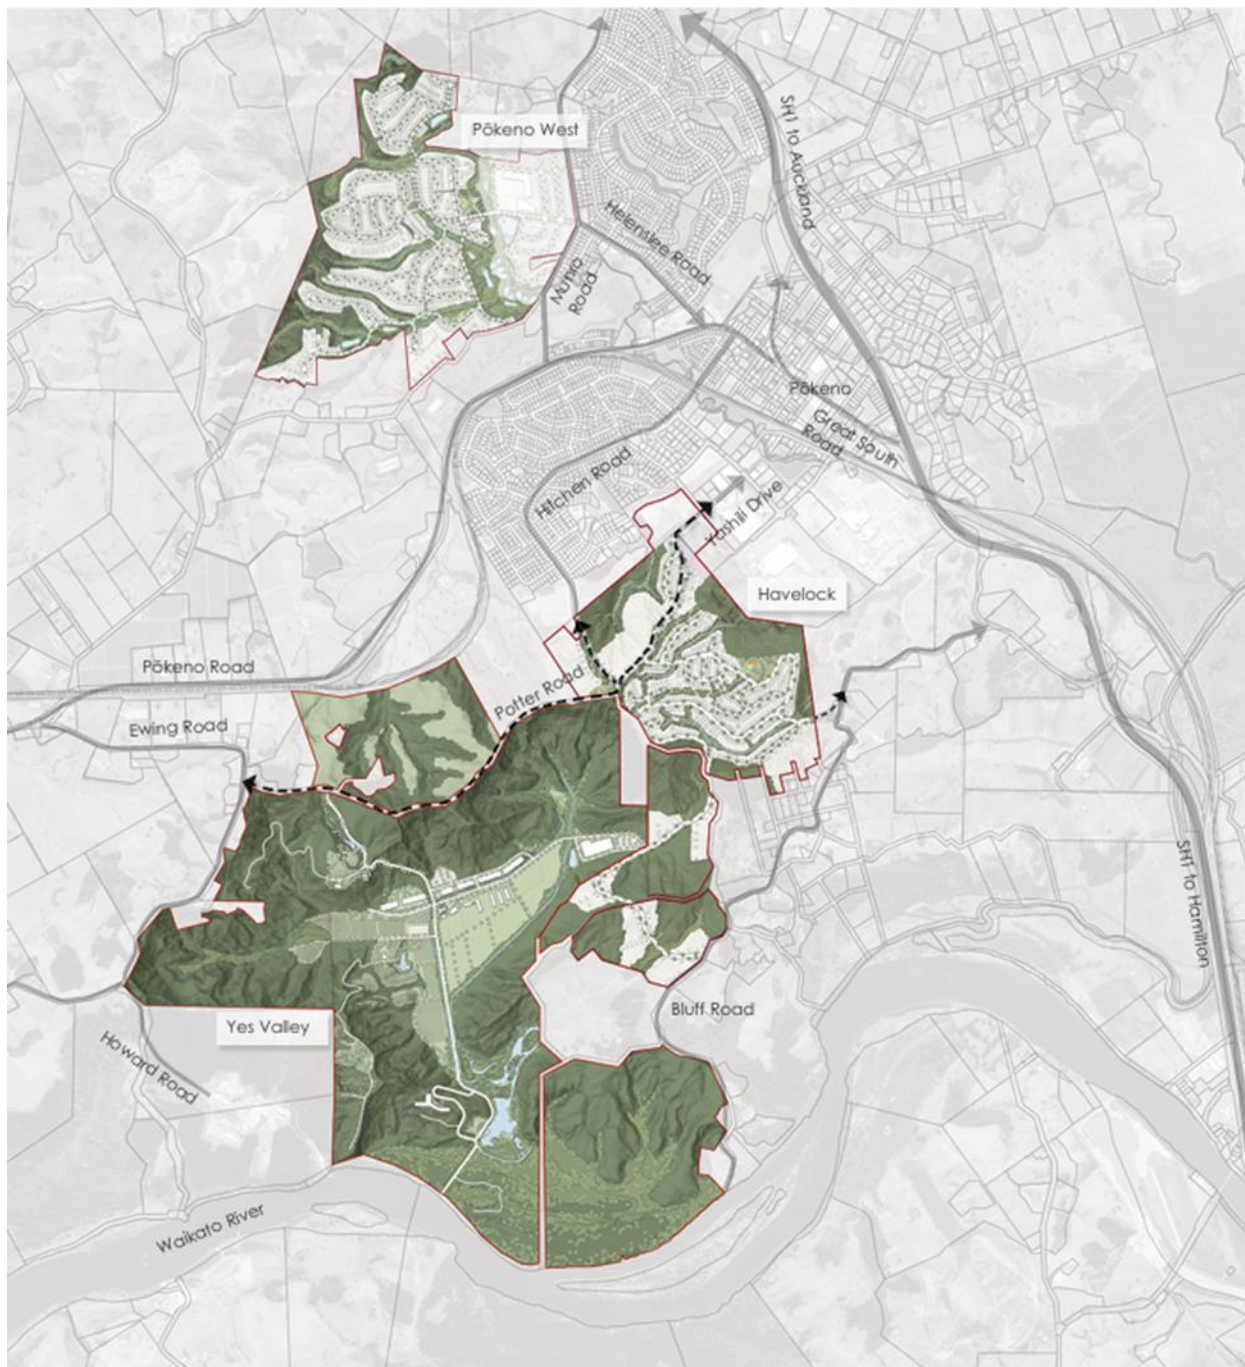 Pōkeno West
SH1 to Auckland
Helenslee Road
Munro
Road
Pōkeno
Great South
Road
Hitchen Road
Yashili Drive
Havelock
Pōkeno Road
Potter Road
Ewing Road
SH1 to Hamilton
Bluff Road
Yes Valley
Howard Road
Waikato River